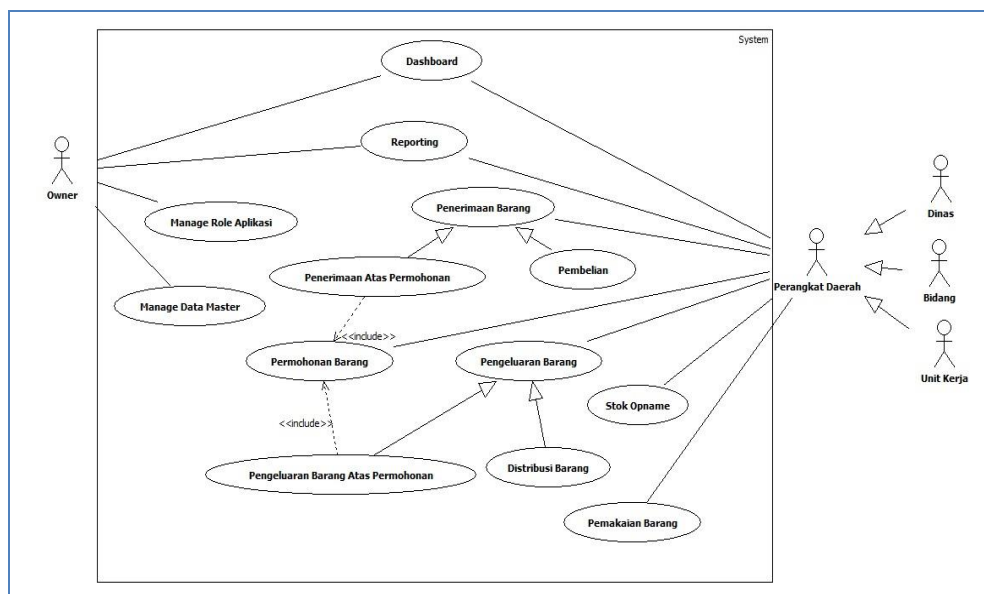 System
Dashboard
Reporting
Owner
Manage Role Aplikasi
Penerimaan Barang
Penerimaan Atas Permohonan
Pembelian
Manage Data Master
<<include>>
Permohonan Barang
Pengeluaran Barang
Stok Opname
<<include>>
Pengeluaran Barang Atas Permohonan
Distribusi Barang
Pemakaian Barang
Perangkat Daerah
Dinas
Bidang
Unit Kerja